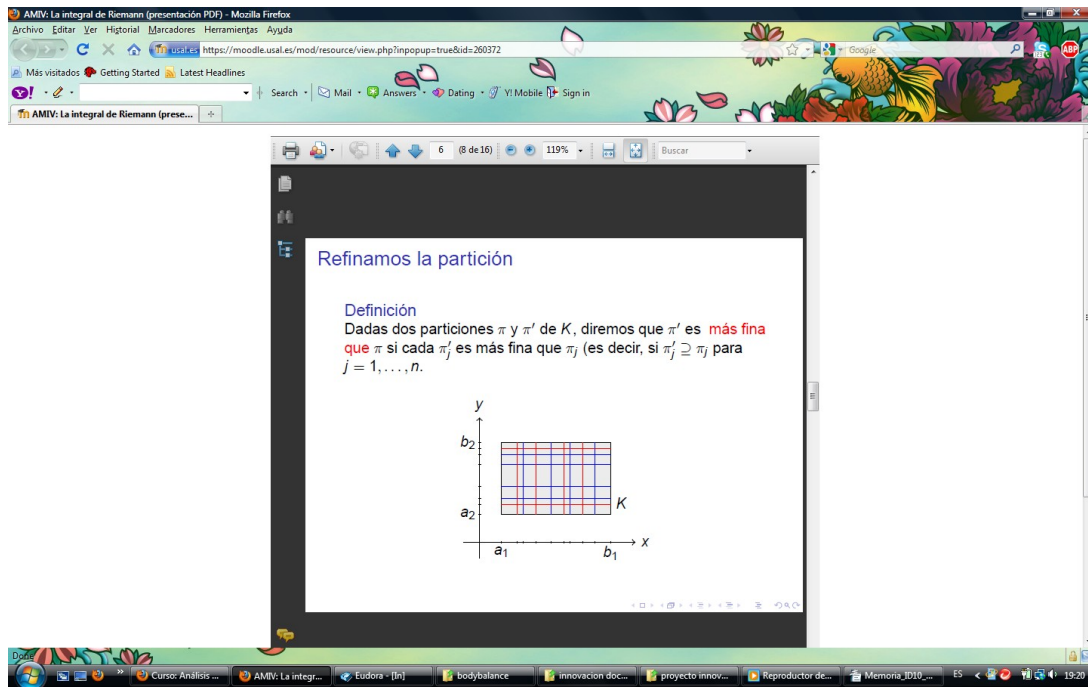 AMIV: La integral de Riemann (presentación PDF) - Mozilla Firefox
Archivo Editar Ver Historial Marcadores Herramientas Ayuda
usal.es https://moodle.usal.es/mod/resource/view.php?inpopup=true&id=260372
Google
ABP
Más visitados Getting Started Latest Headlines
Y! Search Mail Answers Dating Y! Mobile Sign in
AMIV: La integral de Riemann (prese...
6 (8 de 16) 119% Buscar
Refinamos la partición
Definición
Dadas dos particiones π y π′ de K, diremos que π′ es más fina
que π si cada π′j es más fina que πj (es decir, si π′j ⊇ πj para
j = 1, . . . , n.
y
b2
K
a2
x
a1 b1
Done
Curso: Análisis ... AMIV: La integr... Eudora - [In] bodybalance innovacion doc... proyecto innov... Reproductor de... Memoria_ID10_... ES 19:20